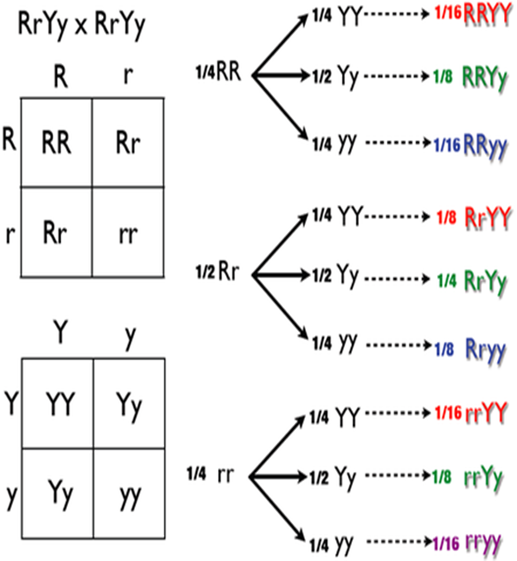 RrYy x RrYy
R r
R RR Rr
r Rr rr
Y y
Y YY Yy
y Yy yy
1/4 RR
1/4 YY 1/16 RRYY
1/2 Yy 1/8 RRYy
1/4 yy 1/16 RRyy
1/2 Rr
1/4 YY 1/8 RrYY
1/2 Yy 1/4 RrYy
1/4 yy 1/8 Rryy
1/4 rr
1/4 YY 1/16 rrYY
1/2 Yy 1/8 rrYy
1/4 yy 1/16 rryy